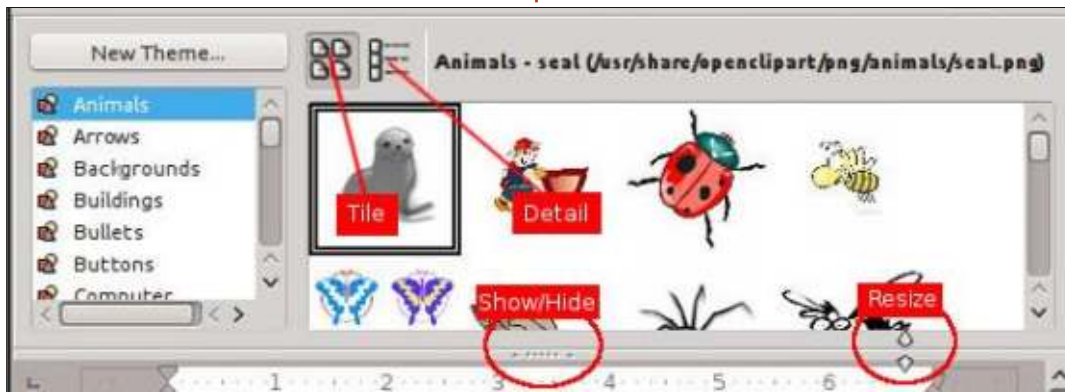 New Theme...
Animals - seal (/usr/share/openclipart/png/animals/seal.png)
Animals
Arrows
Backgrounds
Buildings
Bullets
Buttons
Computer
Tile
Detail
Show/Hide
Resize
1 2 3 4 5 6